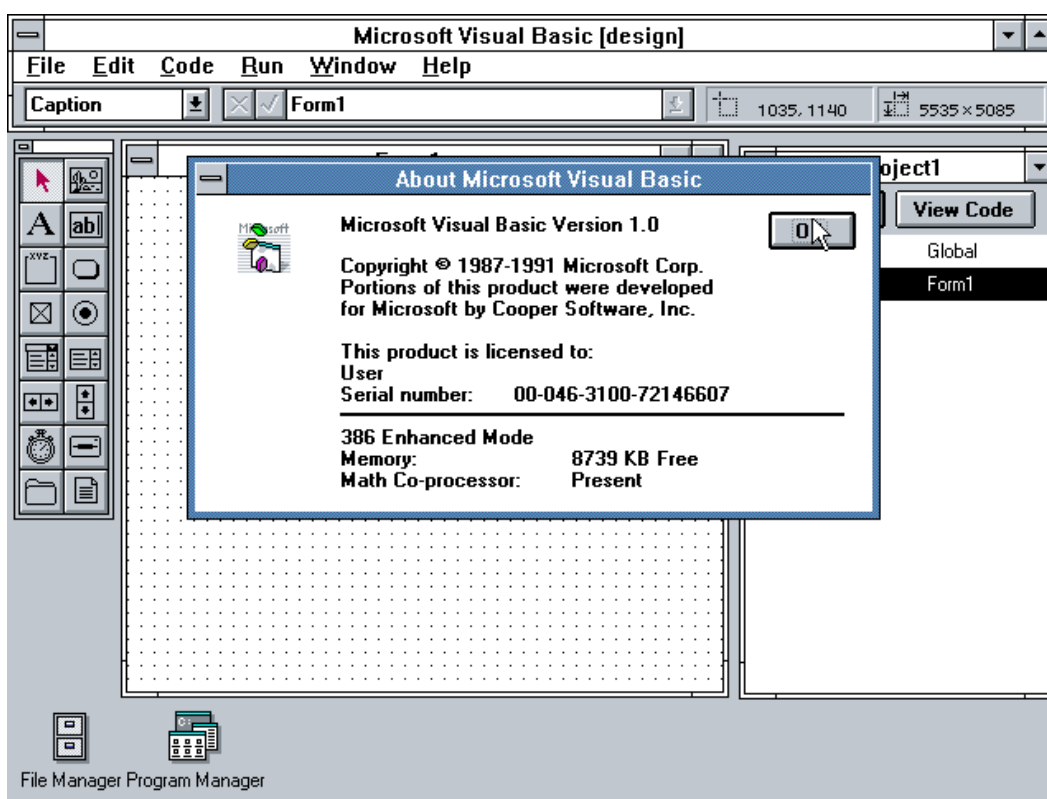 Microsoft Visual Basic [design]
File Edit Code Run Window Help
Caption
Form1
1035, 1140
5535×5085
About Microsoft Visual Basic
View Code
Global
Form1
A
ab
XYZ
Microsoft
Microsoft Visual Basic Version 1.0
Copyright © 1987-1991 Microsoft Corp.
Portions of this product were developed
for Microsoft by Cooper Software, Inc.
This product is licensed to:
User
Serial number: 00-046-3100-72146607
386 Enhanced Mode
Memory: 8739 KB Free
Math Co-processor: Present
C:
File Manager Program Manager